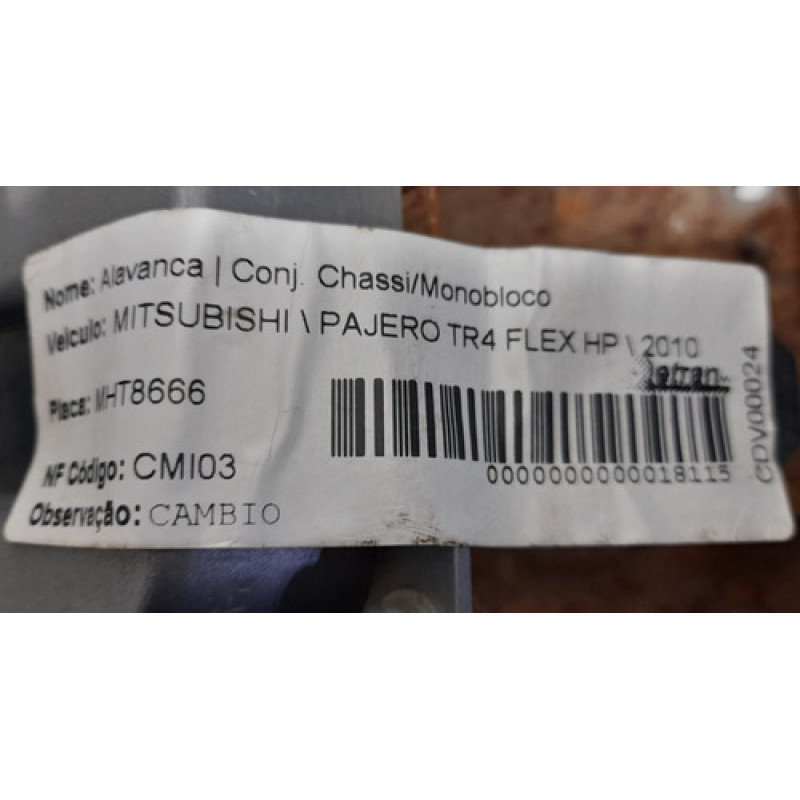 Nome: Alavanca | Conj. Chassi/Monobloco
Veículo: MITSUBISHI \ PAJERO TR4 FLEX HP \ 2010
Placa: MHT8666
NF Código: CMI03
0000000000018115
Observação: CAMBIO
CDV00024